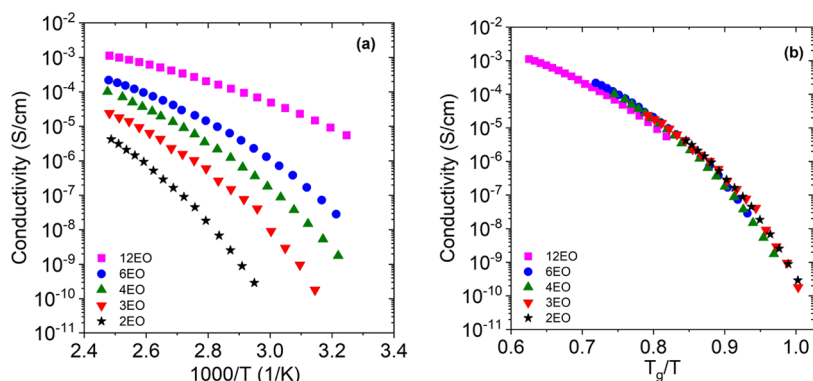 (a)
Conductivity (S/cm)
10⁰
10⁻¹
10⁻²
10⁻³
10⁻⁴
10⁻⁵
10⁻⁶
10⁻⁷
10⁻⁸
10⁻⁹
10⁻¹⁰
10⁻¹¹
12EO
6EO
4EO
3EO
2EO
2.4 2.6 2.8 3.0 3.2 3.4
1000/T (1/K)
(b)
Conductivity (S/cm)
10⁻²
10⁻³
10⁻⁴
10⁻⁵
10⁻⁶
10⁻⁷
10⁻⁸
10⁻⁹
10⁻¹⁰
10⁻¹¹
12EO
6EO
4EO
3EO
2EO
0.6 0.7 0.8 0.9 1.0
T_g/T